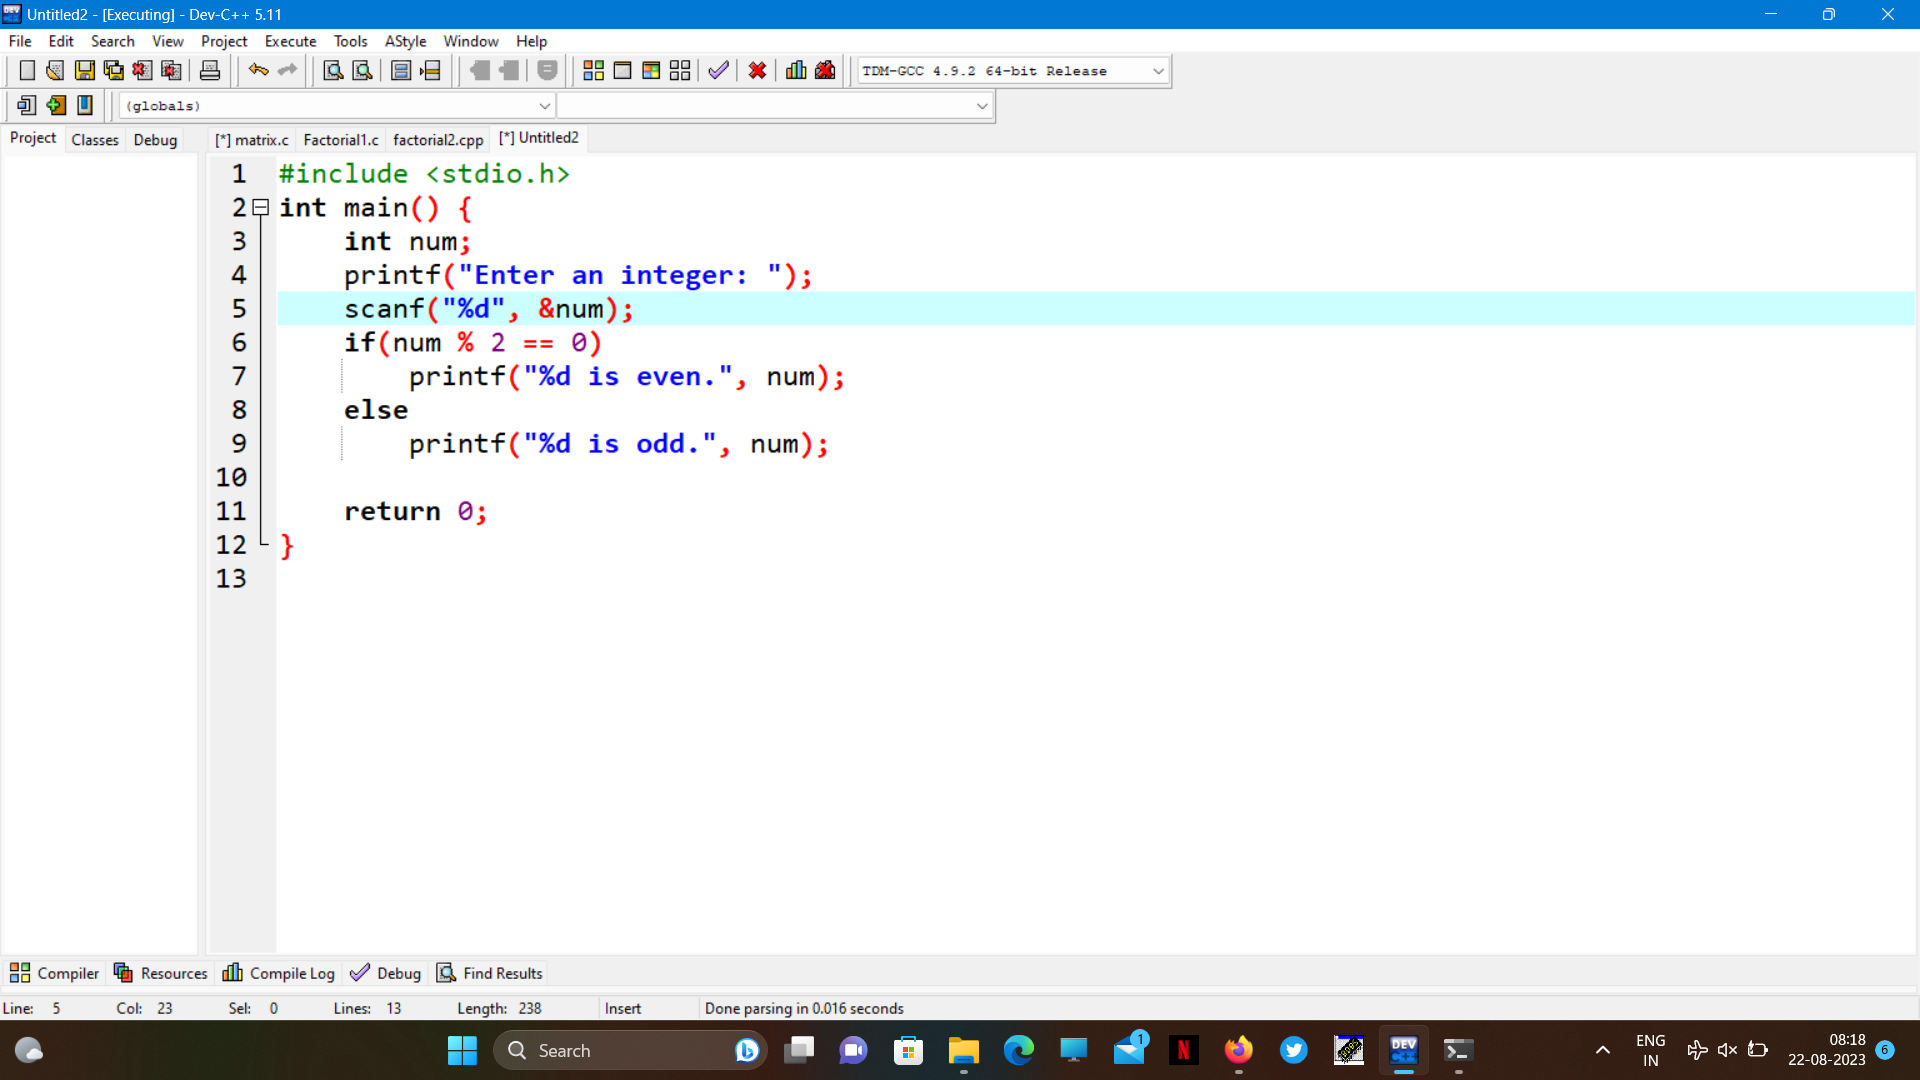 Untitled2 - [Executing] - Dev-C++ 5.11
File Edit Search View Project Execute Tools AStyle Window Help
TDM-GCC 4.9.2 64-bit Release
(globals)
Project Classes Debug [*] matrix.c Factorial1.c factorial2.cpp [*] Untitled2
1 #include <stdio.h>
2 int main() {
3 int num;
4 printf("Enter an integer: ");
5 scanf("%d", &num);
6 if(num % 2 == 0)
7 printf("%d is even.", num);
8 else
9 printf("%d is odd.", num);
10
11 return 0;
12 }
13
Compiler Resources Compile Log Debug Find Results
Line: 5 Col: 23 Sel: 0 Lines: 13 Length: 238 Insert Done parsing in 0.016 seconds
Search 1 N DEV C++ ENG 08:18
IN 22-08-2023 6